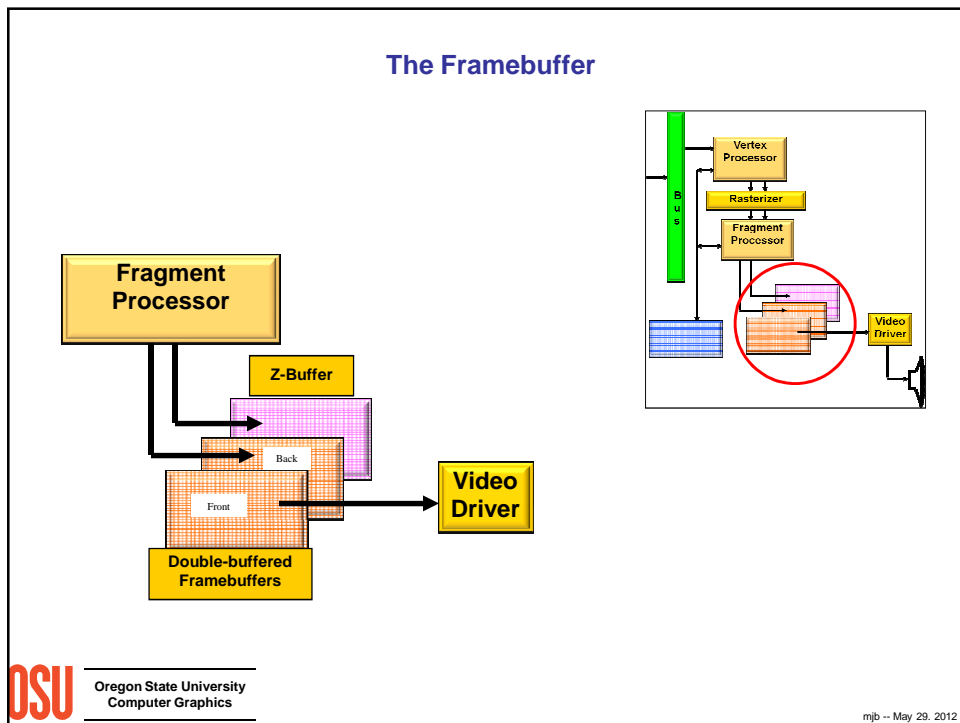 The Framebuffer
Vertex
Processor
B
u
s
Rasterizer
Fragment
Processor
Video
Driver
Fragment
Processor
Z-Buffer
Back
Front
Video
Driver
Double-buffered
Framebuffers
OSU
Oregon State University
Computer Graphics
mjb -- May 29. 2012